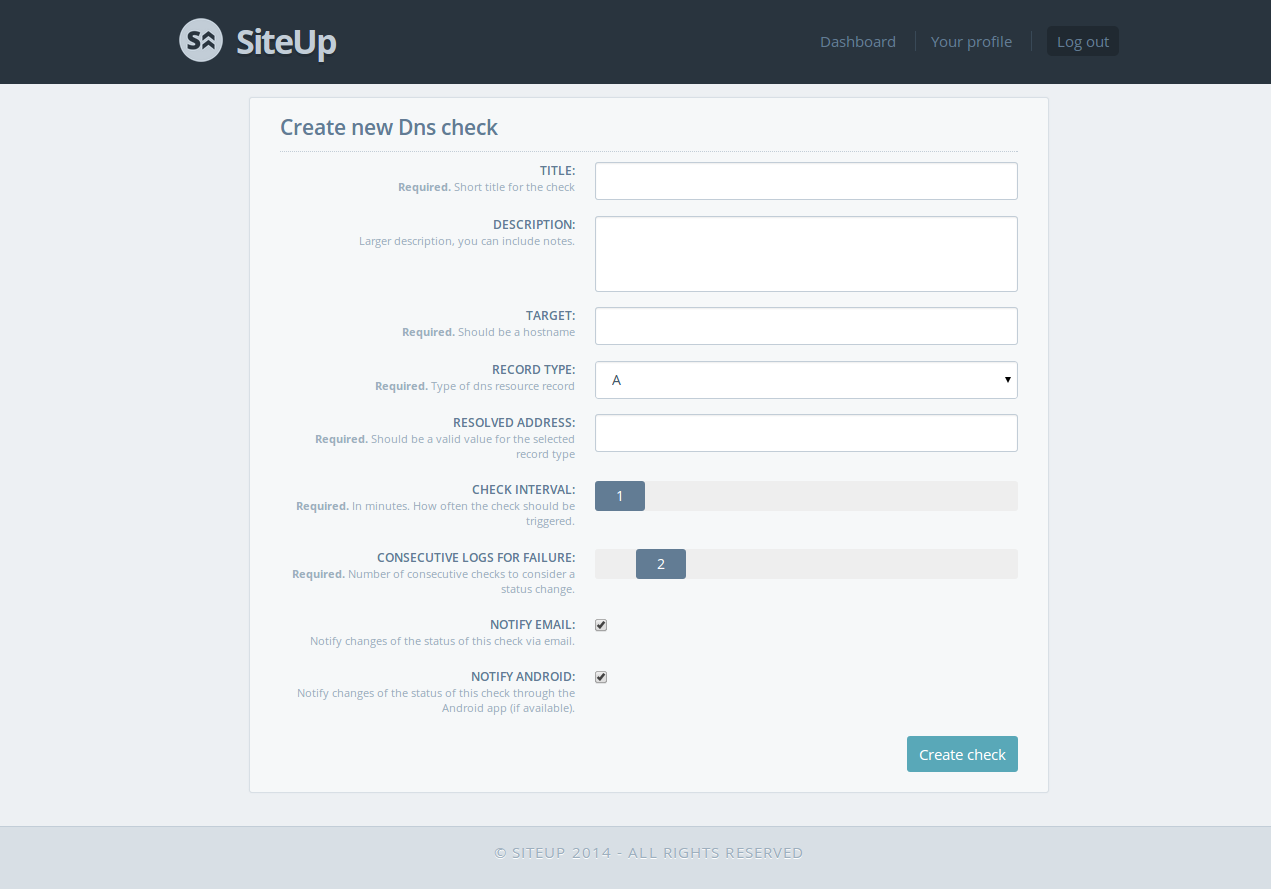 S SiteUp
Dashboard Your profile Log out
Create new Dns check
TITLE:
Required. Short title for the check
DESCRIPTION:
Larger description, you can include notes.
TARGET:
Required. Should be a hostname
RECORD TYPE:
Required. Type of dns resource record
A
RESOLVED ADDRESS:
Required. Should be a valid value for the selected
record type
CHECK INTERVAL:
Required. In minutes. How often the check should be
triggered.
1
CONSECUTIVE LOGS FOR FAILURE:
Required. Number of consecutive checks to consider a
status change.
2
NOTIFY EMAIL:
Notify changes of the status of this check via email.
NOTIFY ANDROID:
Notify changes of the status of this check through the
Android app (if available).
Create check
© SITEUP 2014 - ALL RIGHTS RESERVED